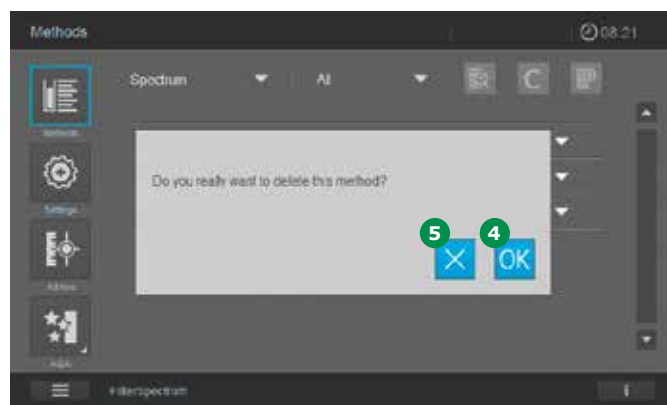 Methods
08:21
Spectrum
All
Methods
Do you really want to delete this method?
Settings
5
4
OK
AQA
i